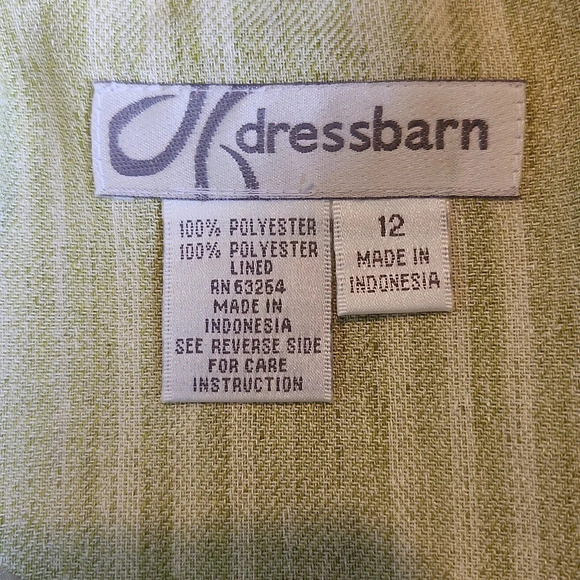 dressbarn
100% POLYESTER
100% POLYESTER
LINED
RN 63264
MADE IN
INDONESIA
SEE REVERSE SIDE
FOR CARE
INSTRUCTION
12
MADE IN
INDONESIA